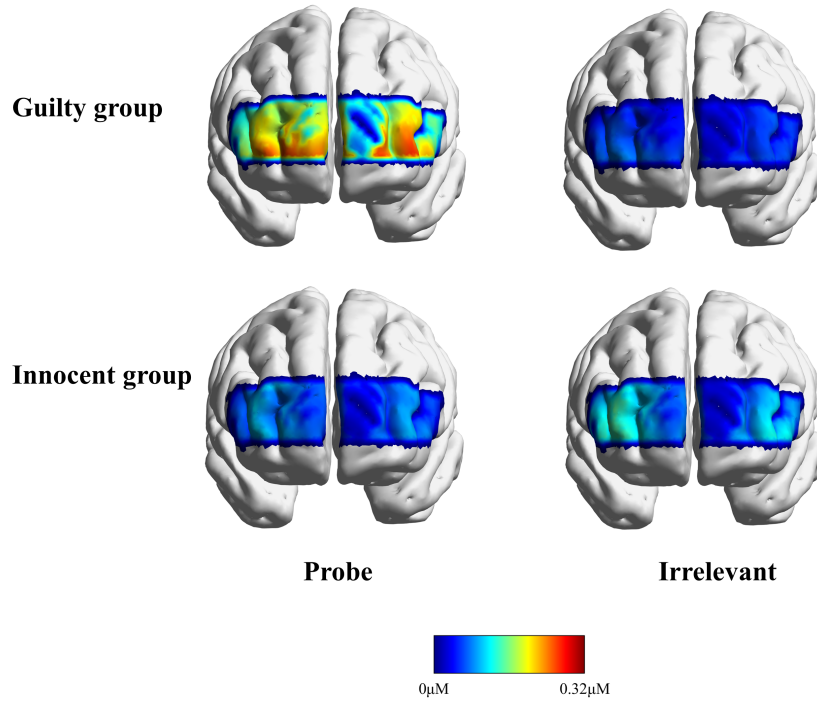 Guilty group
Innocent group
Probe
Irrelevant
0μM
0.32μM